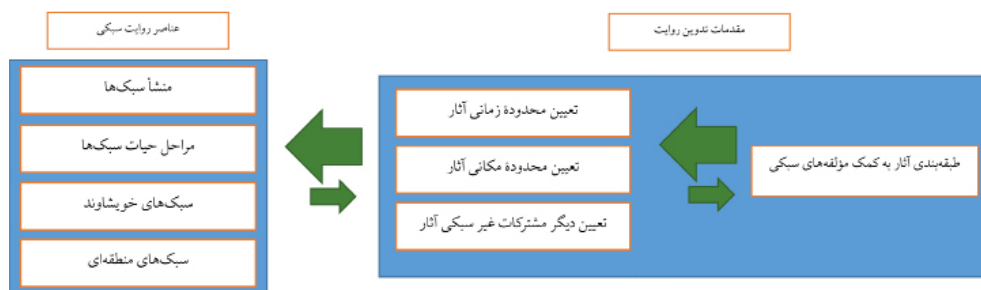 مقدمات تدوین روایت
عناصر روایت سبکی
طبقه‌بندی آثار به کمک مؤلفه‌های سبکی
تعیین محدودۀ زمانی آثار
تعیین محدودۀ مکانی آثار
تعیین دیگر مشترکات غیر سبکی آثار
منشأ سبک‌ها
مراحل حیات سبک‌ها
سبک‌های خویشاوند
سبک‌های منطقه‌ای